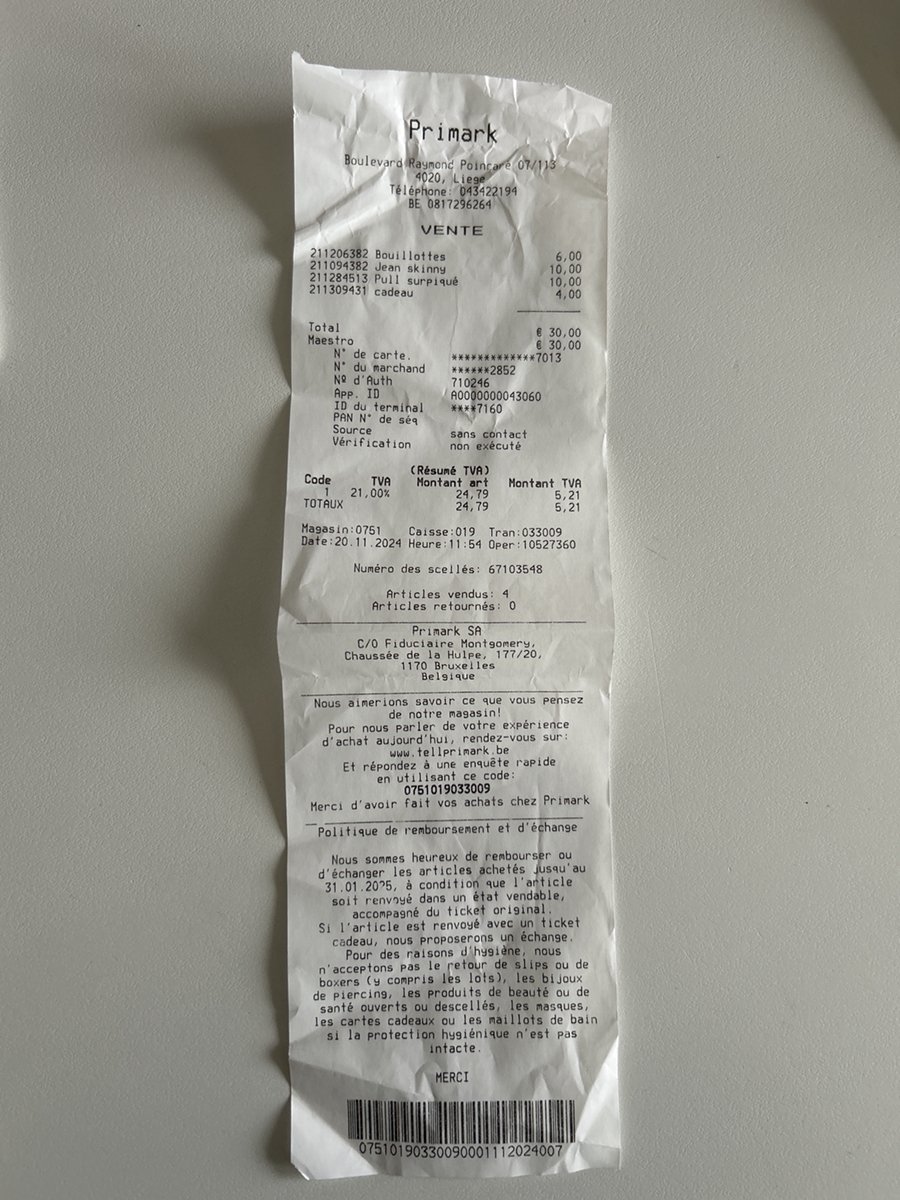 Primark
Boulevard Raymond Poincaré 07/113
4020, Liege
Téléphone: 043422194
BE 0817296264
VENTE
211206382 Bouillottes 6,00
211094382 Jean skinny 10,00
211284513 Pull surpiqué 10,00
211309431 cadeau 4,00
Total € 30,00
Maestro € 30,00
N° de carte. *************7013
N° du marchand ******2852
Nº d'Auth 710246
App. ID A0000000043060
ID du terminal ****7160
PAN N° de séq
Source sans contact
Vérification non exécuté
(Résumé TVA)
Code TVA Montant art Montant TVA
1 21,00% 24,79 5,21
TOTAUX 24,79 5,21
Magasin:0751 Caisse:019 Tran:033009
Date:20.11.2024 Heure:11:54 Oper:10527360
Numéro des scellés: 67103548
Articles vendus: 4
Articles retournés: 0
Primark SA
C/O Fiduciaire Montgomery,
Chaussée de la Hulpe, 177/20,
1170 Bruxelles
Belgique
Nous aimerions savoir ce que vous pensez
de notre magasin!
Pour nous parler de votre expérience
d'achat aujourd'hui, rendez-vous sur:
www.tellprimark.be
Et répondez à une enquête rapide
en utilisant ce code:
0751019033009
Merci d'avoir fait vos achats chez Primark
Politique de remboursement et d'échange
Nous sommes heureux de rembourser ou
d'échanger les articles achetés jusqu'au
31.01.2025, à condition que l'article
soit renvoyé dans un état vendable,
accompagné du ticket original.
Si l'article est renvoyé avec un ticket
cadeau, nous proposerons un échange.
Pour des raisons d'hygiène, nous
n'acceptons pas le retour de slips ou de
boxers (y compris les lots), les bijoux
de piercing, les produits de beauté ou de
santé ouverts ou descellés, les masques,
les cartes cadeaux ou les maillots de bain
si la protection hygiénique n'est pas
intacte.
MERCI
07510190330090001112024007